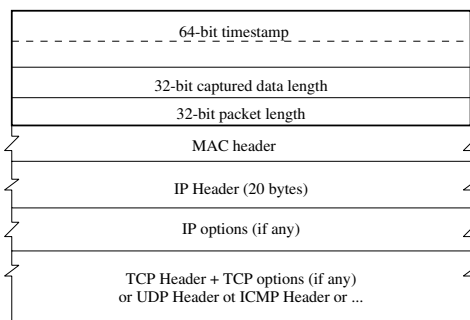 64-bit timestamp
32-bit captured data length
32-bit packet length
MAC header
IP Header (20 bytes)
IP options (if any)
TCP Header + TCP options (if any)
or UDP Header ot ICMP Header or ...